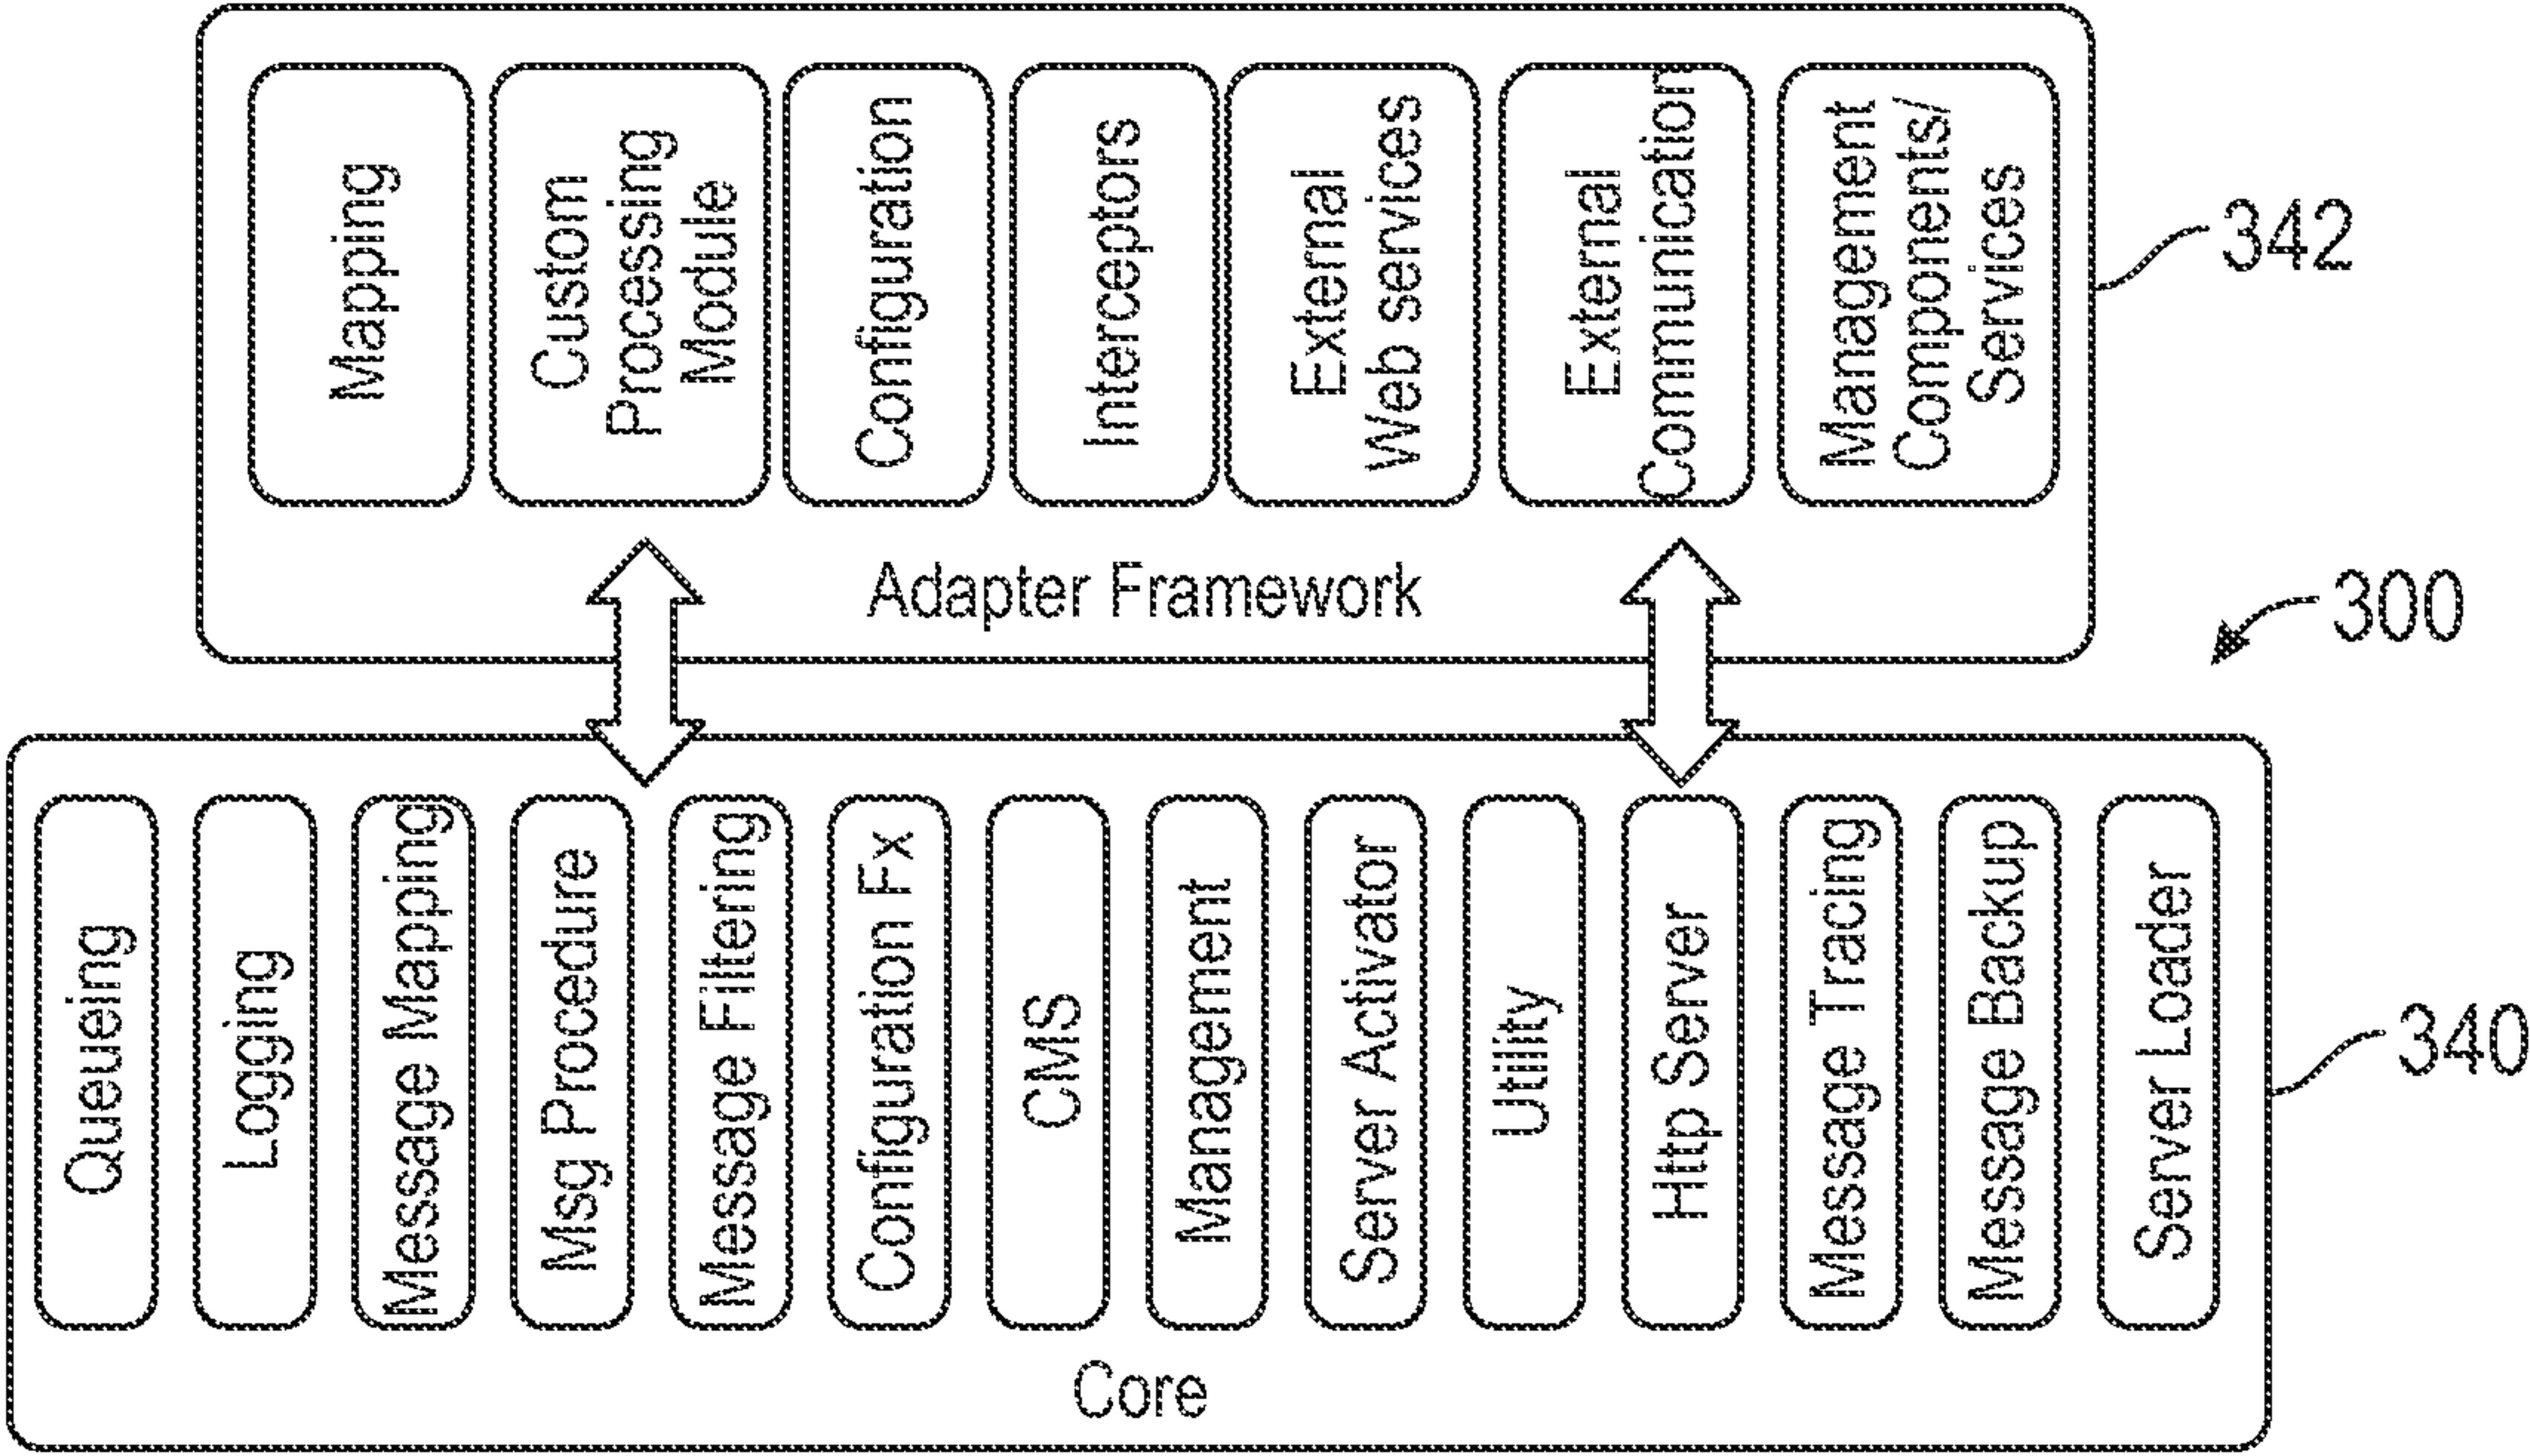 Mapping
Custom
Processing
Module
Configuration
Interceptors
External
Web services
External
Communication
Management
Components/
Services
342
Adapter Framework
300
Queueing
Logging
Message Mapping
Msg Procedure
Message Filtering
Configuration Fx
CMS
Management
Server Activator
Utility
Http Server
Message Tracing
Message Backup
Server Loader
340
Core